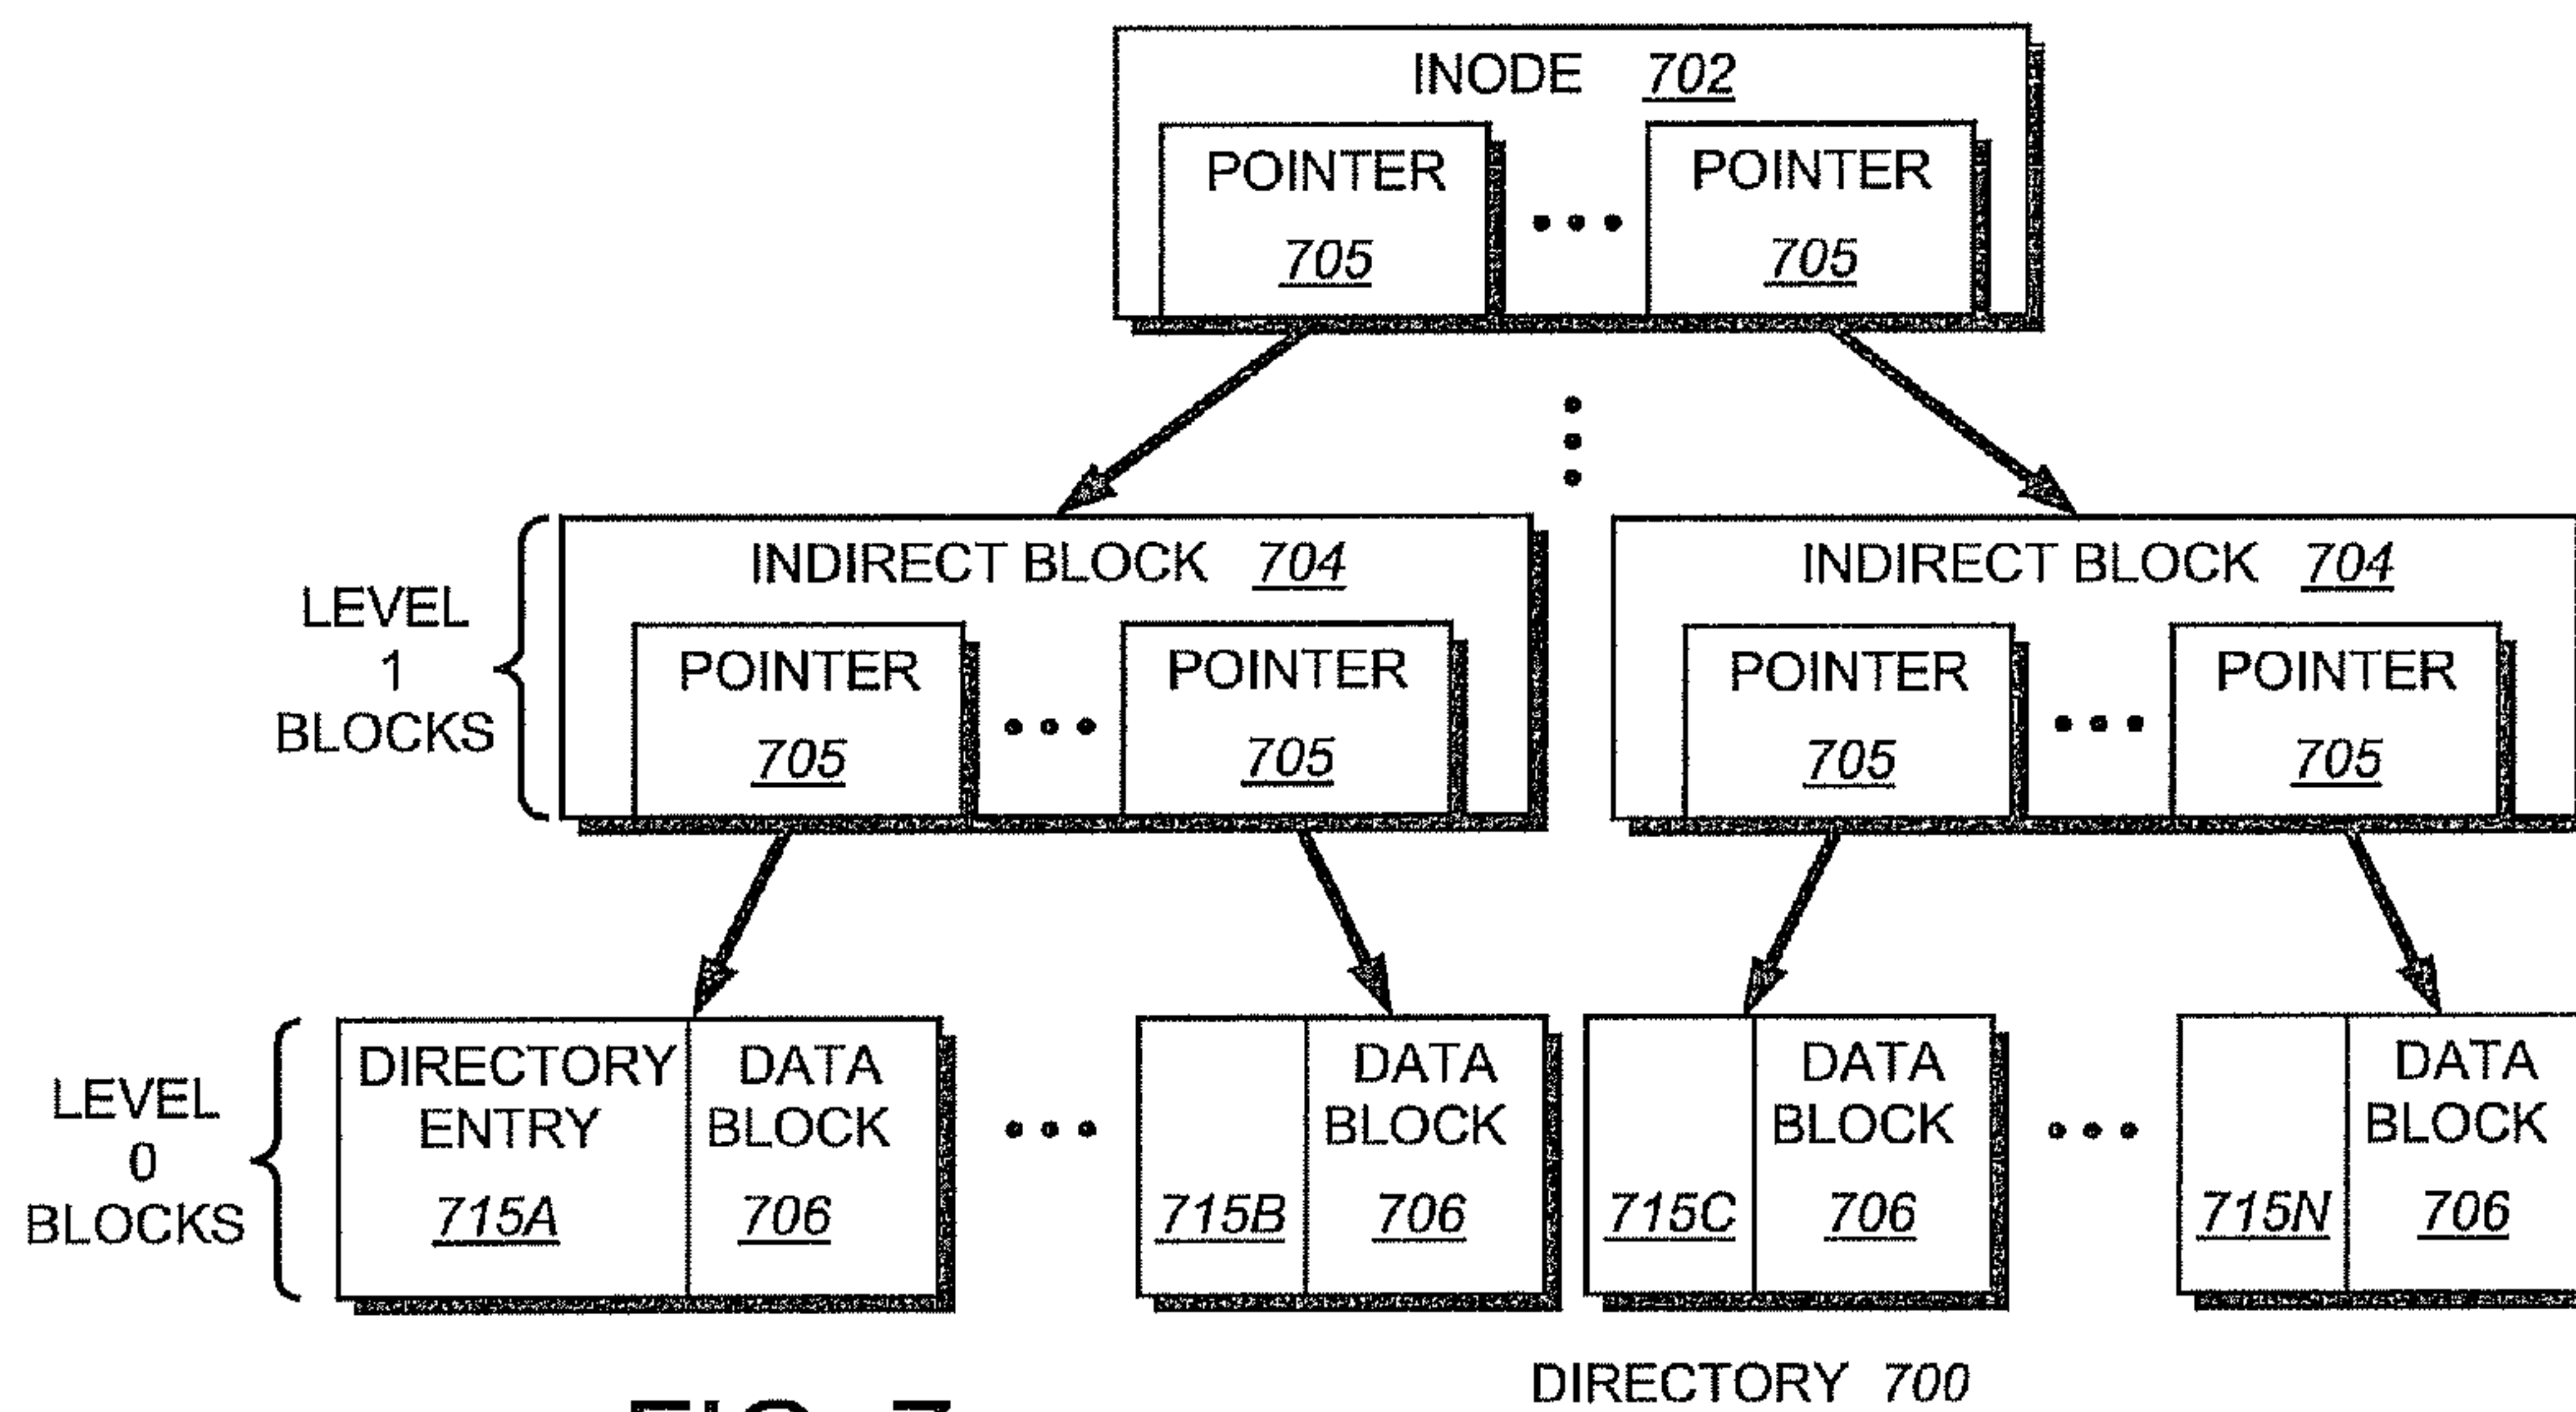 INODE 702
POINTER POINTER
705 705
INDIRECT BLOCK 704 INDIRECT BLOCK 704
LEVEL
1
BLOCKS
POINTER POINTER POINTER POINTER
705 705 705 705
LEVEL
0
BLOCKS
DIRECTORY ENTRY 715A
DATA BLOCK 706
715B
DATA BLOCK 706
715C
DATA BLOCK 706
715N
DATA BLOCK 706
DIRECTORY 700